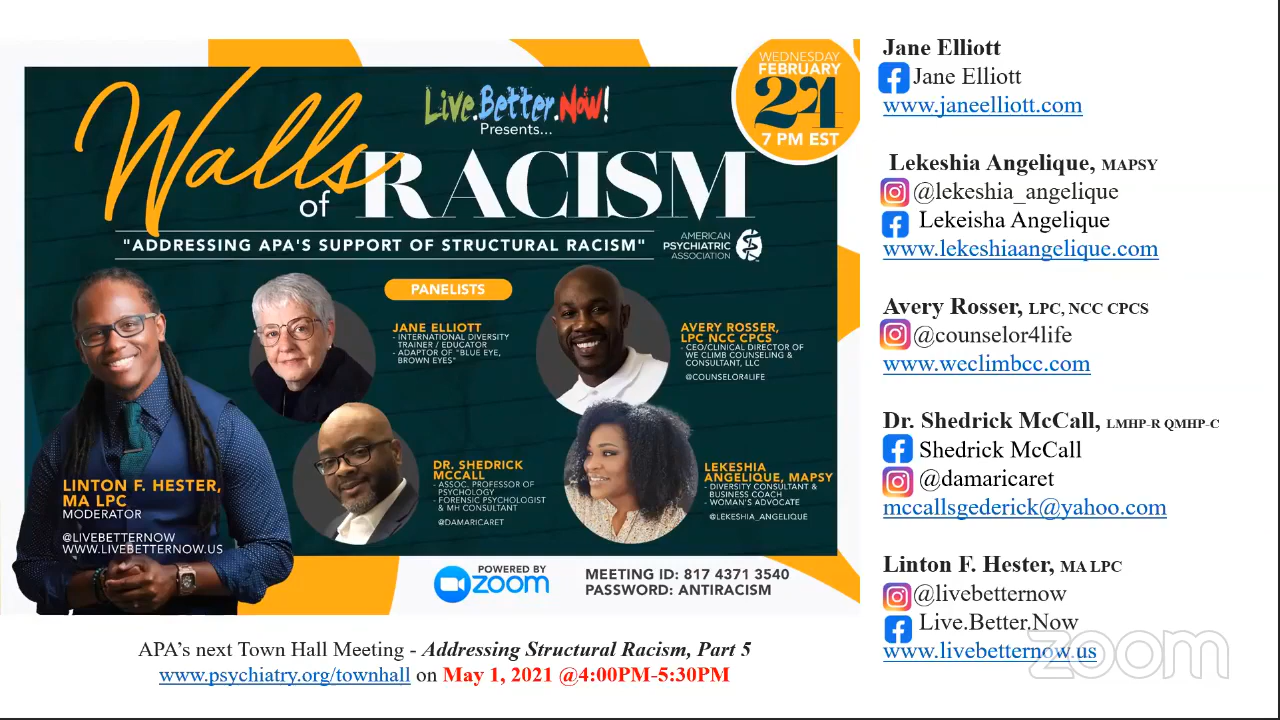 Walls
of RACISM
Live.Better.Now!
Presents...
WEDNESDAY
FEBRUARY
24
7 PM EST
"ADDRESSING APA'S SUPPORT OF STRUCTURAL RACISM"
AMERICAN
PSYCHIATRIC
ASSOCIATION
PANELISTS
JANE ELLIOTT
- INTERNATIONAL DIVERSITY
TRAINER / EDUCATOR
- ADAPTOR OF "BLUE EYE,
BROWN EYES"
AVERY ROSSER,
LPC NCC CPCS
- CEO/CLINICAL DIRECTOR OF
WE CLIMB COUNSELING &
CONSULTANT, LLC
@COUNSELOR4LIFE
DR. SHEDRICK
MCCALL
- ASSOC. PROFESSOR OF
PSYCHOLOGY
- FORENSIC PSYCHOLOGIST
& MH CONSULTANT
@DAMARICARET
LEKESHIA
ANGELIQUE, MAPSY
- DIVERSITY CONSULTANT &
BUSINESS COACH
- WOMAN'S ADVOCATE
@LEKESHIA_ANGELIQUE
LINTON F. HESTER,
MA LPC
MODERATOR
@LIVEBETTERNOW
WWW.LIVEBETTERNOW.US
POWERED BY
zoom
MEETING ID: 817 4371 3540
PASSWORD: ANTIRACISM
APA's next Town Hall Meeting - Addressing Structural Racism, Part 5
www.psychiatry.org/townhall on May 1, 2021 @4:00PM-5:30PM
Jane Elliott
Jane Elliott
www.janeelliott.com
Lekeshia Angelique, MAPSY
@lekeshia_angelique
Lekeisha Angelique
www.lekeshiaangelique.com
Avery Rosser, LPC, NCC CPCS
@counselor4life
www.weclimbcc.com
Dr. Shedrick McCall, LMHP-R QMHP-C
Shedrick McCall
@damaricaret
mccallsgederick@yahoo.com
Linton F. Hester, MA LPC
@livebetternow
Live.Better.Now
www.livebetternow.us
zoom